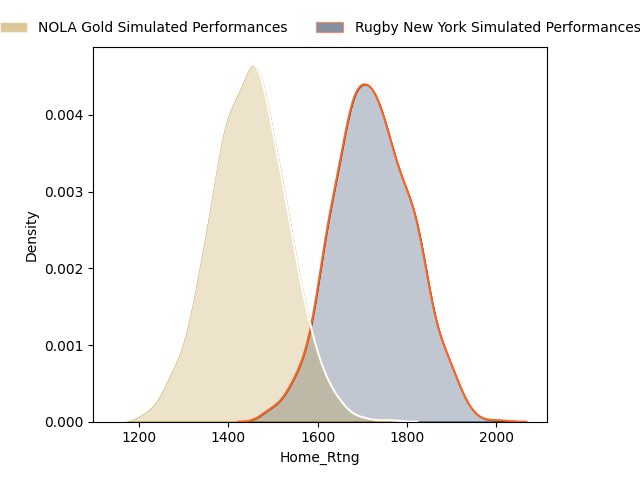 NOLA Gold Simulated Performances Rugby New York Simulated Performances
0.004
0.003
0.002
0.001
0.000
Density
1200 1400 1600 1800 2000
Home_Rtng